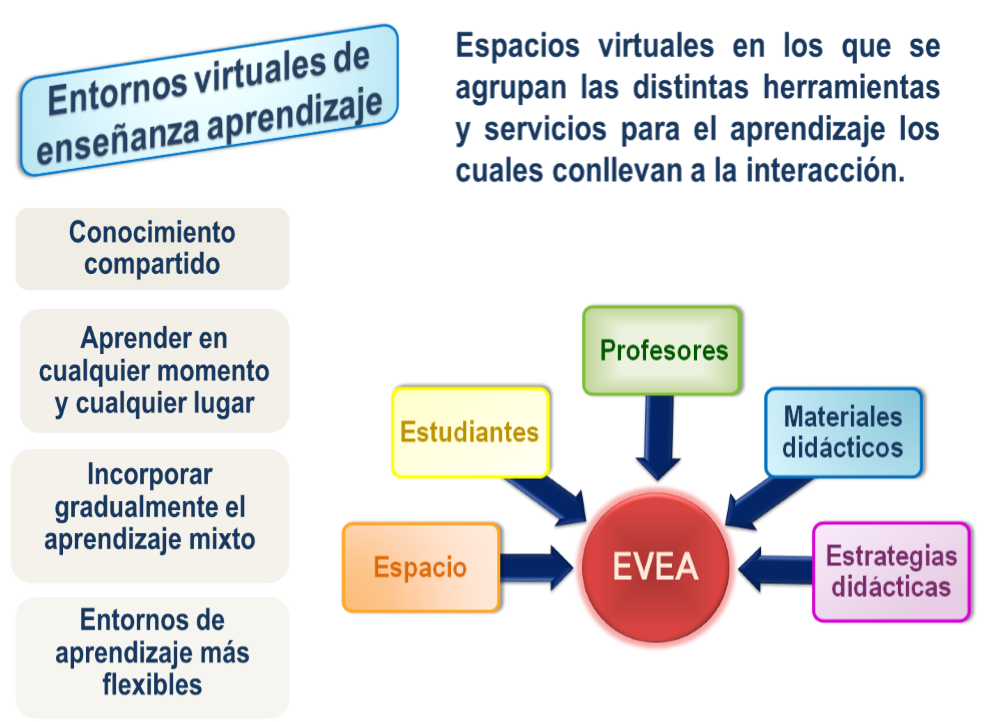 Entornos virtuales de
enseñanza aprendizaje
Espacios virtuales en los que se
agrupan las distintas herramientas
y servicios para el aprendizaje los
cuales conllevan a la interacción.
Conocimiento
compartido
Aprender en
cualquier momento
y cualquier lugar
Incorporar
gradualmente el
aprendizaje mixto
Entornos de
aprendizaje más
flexibles
Profesores
Estudiantes
Materiales
didácticos
Espacio
EVEA
Estrategias
didácticas